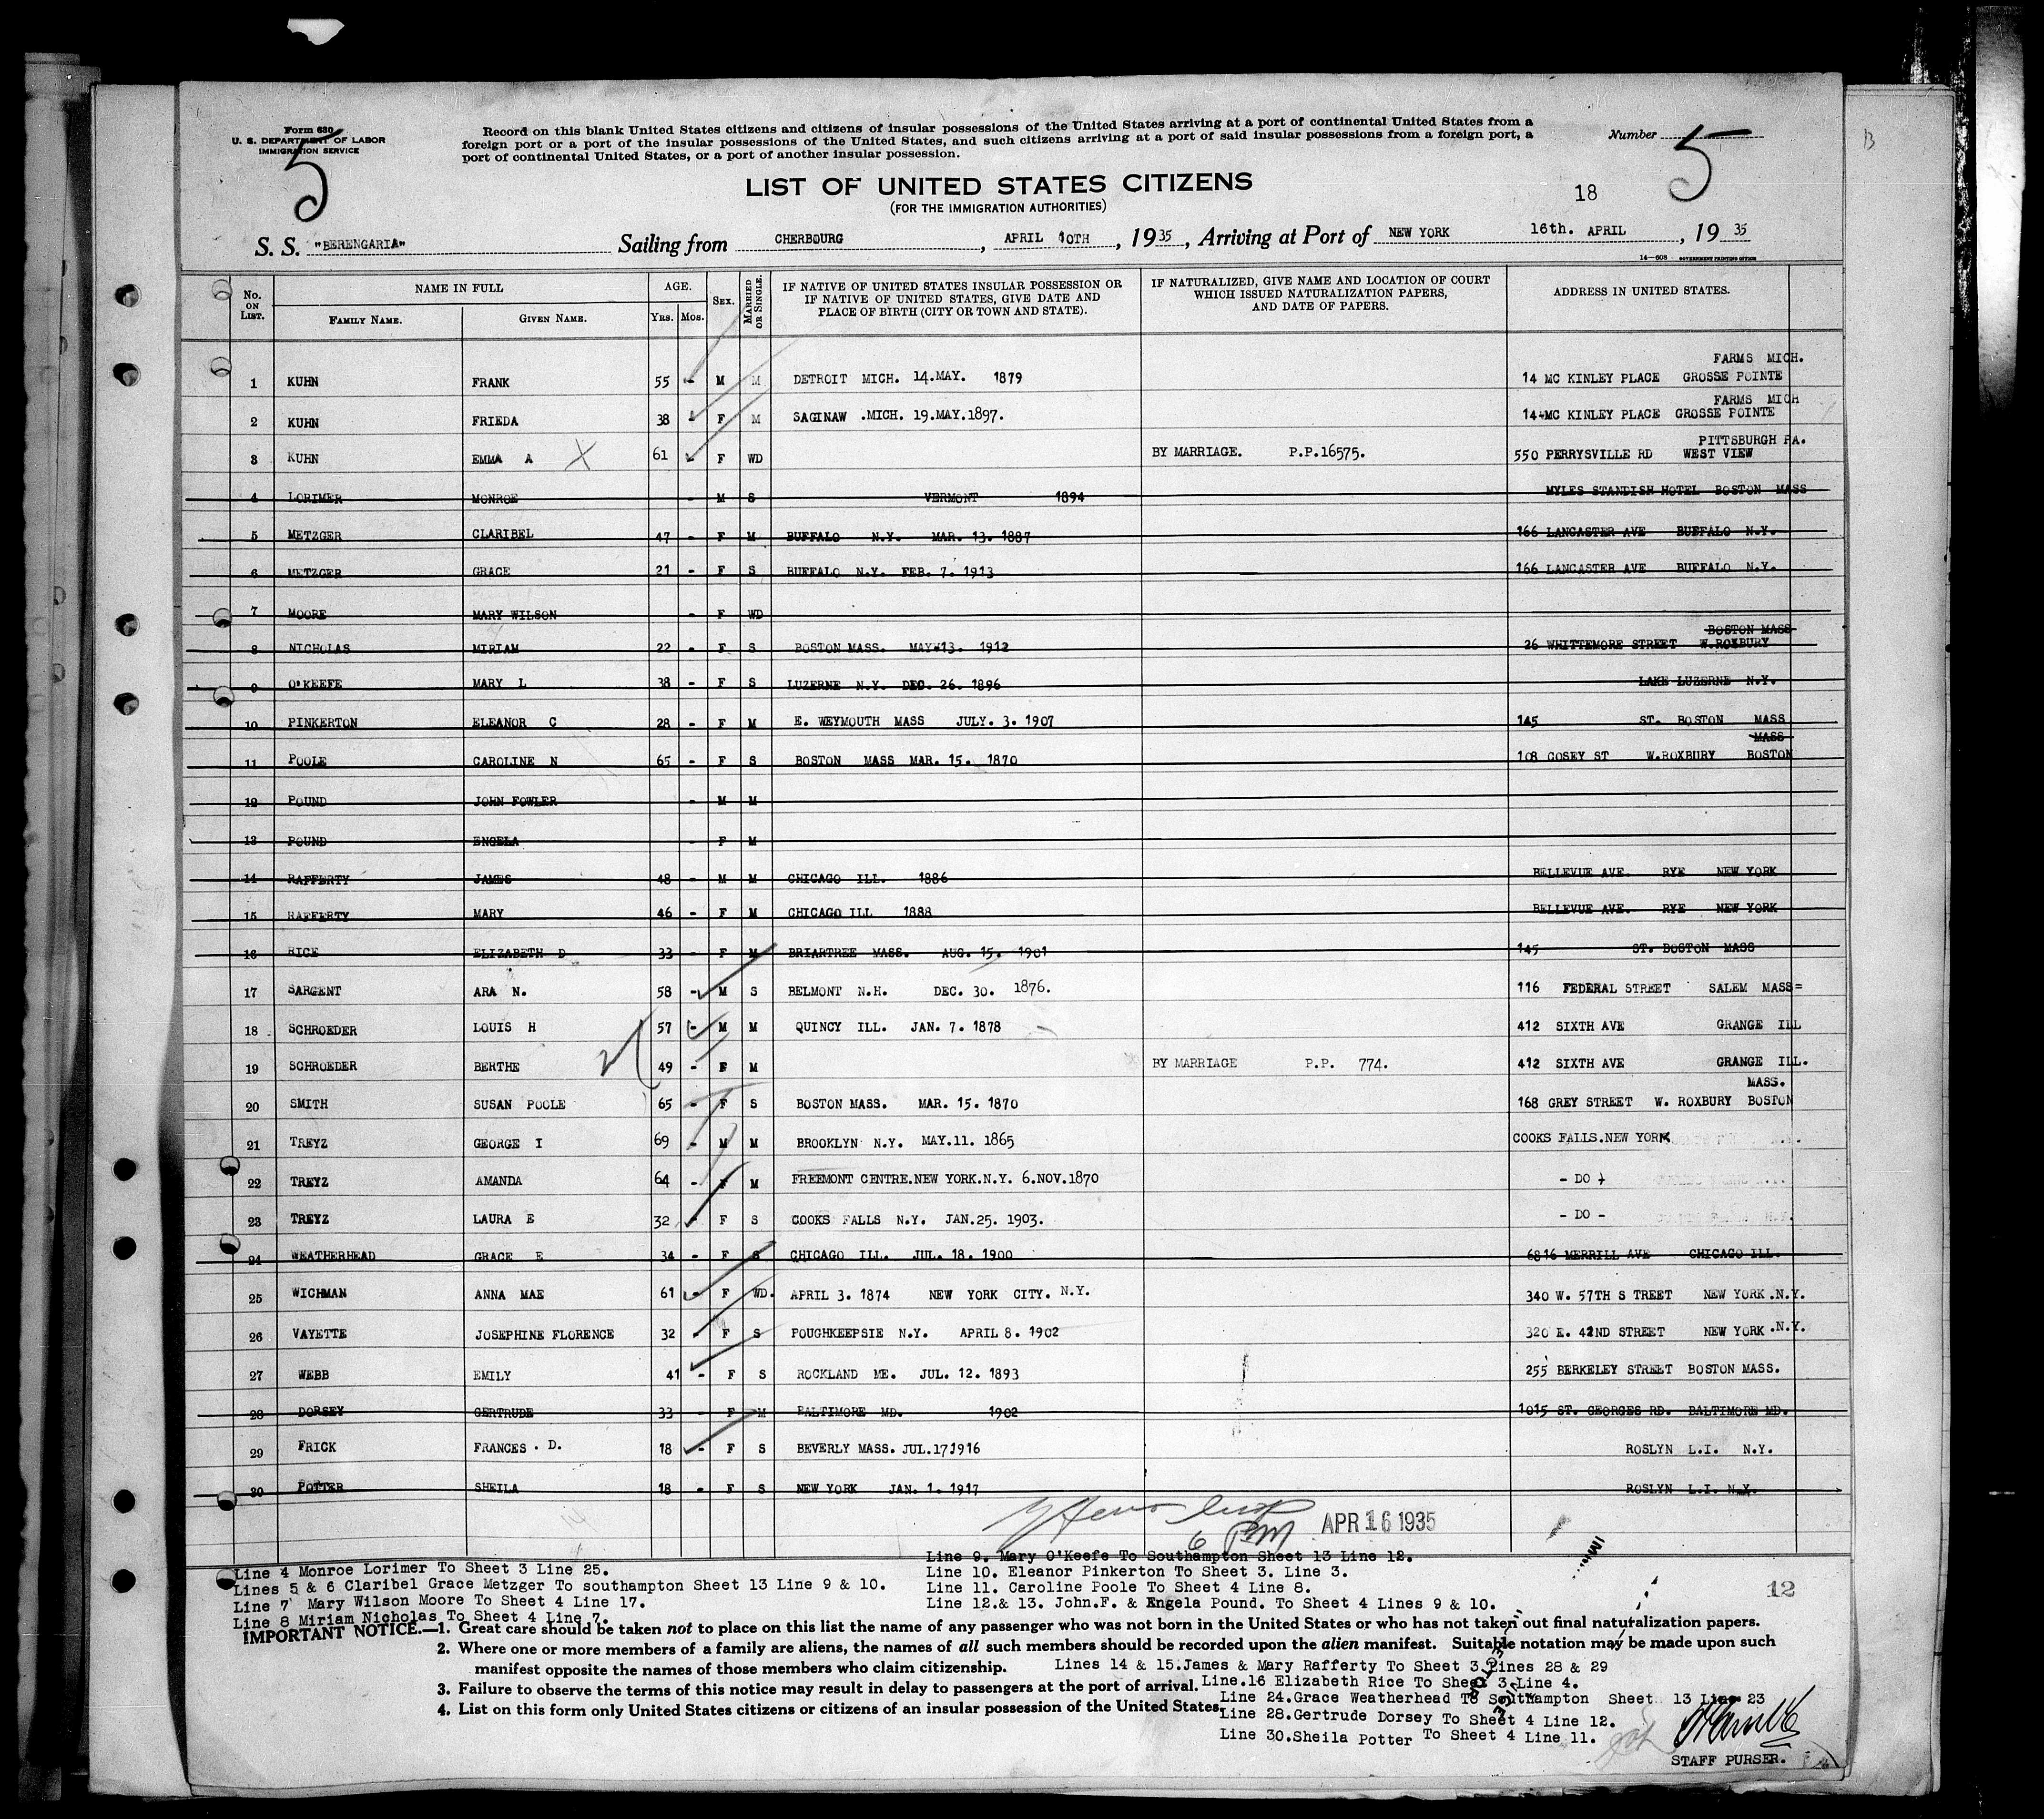 Form 630
U. S. DEPARTMENT OF LABOR
IMMIGRATION SERVICE
5
Record on this blank United States citizens and citizens of insular possessions of the United States arriving at a port of continental United States from a
foreign port or a port of the insular possessions of the United States, and such citizens arriving at a port of said insular possessions from a foreign port, a
port of continental United States, or a port of another insular possession.
Number 5
LIST OF UNITED STATES CITIZENS
(FOR THE IMMIGRATION AUTHORITIES)
18
S. S. "BERENGARIA" Sailing from CHERBOURG, APRIL 10TH, 1935, Arriving at Port of NEW YORK 16th. APRIL, 19 35
14—608 GOVERNMENT PRINTING OFFICE
No. ON LIST. NAME IN FULL FAMILY NAME. GIVEN NAME. AGE. YRS. MOS. SEX. MARRIED OR SINGLE. IF NATIVE OF UNITED STATES INSULAR POSSESSION OR IF NATIVE OF UNITED STATES, GIVE DATE AND PLACE OF BIRTH (CITY OR TOWN AND STATE). IF NATURALIZED, GIVE NAME AND LOCATION OF COURT WHICH ISSUED NATURALIZATION PAPERS, AND DATE OF PAPERS. ADDRESS IN UNITED STATES.
FARMS MICH.
1 KUHN FRANK 55 - M M DETROIT MICH. 14.MAY. 1879 14 MC KINLEY PLACE GROSSE POINTE
FARMS MICH
2 KUHN FRIEDA 38 - F M SAGINAW .MICH. 19.MAY.1897. 14-MC KINLEY PLACE GROSSE POINTE
PITTSBURGH PA.
3 KUHN EMMA A X 61 - F WD BY MARRIAGE. P.P.16575. 550 PERRYSVILLE RD WEST VIEW
4 LORIMER MONROE - M S VERMONT 1894 MYLES STANDISH HOTEL BOSTON MASS
5 METZGER CLARIBEL 47 - F M BUFFALO N.Y. MAR. 13. 1887 166 LANCASTER AVE BUFFALO N.Y.
6 METZGER GRACE 21 - F S BUFFALO N.Y. FEB. 7. 1913 166 LANCASTER AVE BUFFALO N.Y.
7 MOORE MARY WILSON - F WD
BOSTON MASS
8 NICHOLAS MIRIAM 22 - F S BOSTON MASS. MAY 13. 1912 26 WHITTEMORE STREET W.ROXBURY
9 O'KEEFE MARY L 38 - F S LUZERNE N.Y. DEC. 26. 1896 LAKE LUZERNE N.Y.
10 PINKERTON ELEANOR C 28 - F M E. WEYMOUTH MASS JULY. 3. 1907 145 ST. BOSTON MASS
MASS
11 POOLE CAROLINE N 65 - F S BOSTON MASS MAR. 15. 1870 108 COSEY ST W.ROXBURY BOSTON
12 POUND JOHN FOWLER - M M
13 POUND ENGELA - F M
14 RAFFERTY JAMES 48 - M M CHICAGO ILL. 1886 BELLEVUE AVE. RYE NEW YORK
15 RAFFERTY MARY 46 - F M CHICAGO ILL 1888 BELLEVUE AVE. RYE NEW YORK
16 RICE ELIZABETH D 33 - F M BRIARTREE MASS. AUG. 15. 1901 145 ST. BOSTON MASS
17 SARGENT ARA N. 58 - M S BELMONT N.H. DEC. 30. 1876. 116 FEDERAL STREET SALEM MASS=
18 SCHROEDER LOUIS H 57 - M M QUINCY ILL. JAN. 7. 1878 412 SIXTH AVE GRANGE ILL
19 SCHROEDER BERTHE 49 - F M BY MARRIAGE P.P. 774. 412 SIXTH AVE GRANGE ILL.
MASS.
20 SMITH SUSAN POOLE 65 - F S BOSTON MASS. MAR. 15. 1870 168 GREY STREET W. ROXBURY BOSTON
21 TREYZ GEORGE I 69 - M M BROOKLYN N.Y. MAY.11. 1865 COOKS FALLS.NEW YORK
22 TREYZ AMANDA 64 - F M FREEMONT CENTRE.NEW YORK.N.Y. 6.NOV.1870 - DO -
23 TREYZ LAURA E 32 - F S COOKS FALLS N.Y. JAN.25. 1903. - DO -
24 WEATHERHEAD GRACE E 34 - F S CHICAGO ILL. JUL. 18. 1900 6816 MERRILL AVE CHICAGO ILL.
25 WICHMAN ANNA MAE 61 - F WD. APRIL 3. 1874 NEW YORK CITY. N.Y. 340 W. 57TH S TREET NEW YORK .N.Y.
26 VAYETTE JOSEPHINE FLORENCE 32 - F S POUGHKEEPSIE N.Y. APRIL 8. 1902 320 E. 42ND STREET NEW YORK .N.Y.
27 WEBB EMILY 41 - F S ROCKLAND ME. JUL. 12. 1893 255 BERKELEY STREET BOSTON MASS.
28 DORSEY GERTRUDE 33 - F M BALTIMORE MD. 1902 1015 ST. GEORGES RD. BALTIMORE MD.
29 FRICK FRANCES . D. 18 - F S BEVERLY MASS. JUL.17.1916 ROSLYN L.I. N.Y.
30 POTTER SHEILA 18 - F S NEW YORK JAN. 1. 1917 ROSLYN L.I. N.Y.
6 PM APR 16 1935
Line 4 Monroe Lorimer To Sheet 3 Line 25.
Lines 5 & 6 Claribel Grace Metzger To southampton Sheet 13 Line 9 & 10.
Line 7 Mary Wilson Moore To Sheet 4 Line 17.
Line 8 Miriam Nicholas To Sheet 4 Line 7.
Line 9. Mary O'Keefe To Southampton Sheet 13 Line 12.
Line 10. Eleanor Pinkerton To Sheet 3. Line 3.
Line 11. Caroline Poole To Sheet 4 Line 8.
Line 12.& 13. John.F. & Engela Pound. To Sheet 4 Lines 9 & 10.
12
IMPORTANT NOTICE.—1. Great care should be taken not to place on this list the name of any passenger who was not born in the United States or who has not taken out final naturalization papers.
2. Where one or more members of a family are aliens, the names of all such members should be recorded upon the alien manifest. Suitable notation may be made upon such
manifest opposite the names of those members who claim citizenship.
Lines 14 & 15.James & Mary Rafferty To Sheet 3 Lines 28 & 29
3. Failure to observe the terms of this notice may result in delay to passengers at the port of arrival.
Line.16 Elizabeth Rice To Sheet 3 Line 4.
4. List on this form only United States citizens or citizens of an insular possession of the United States.
Line 24.Grace Weatherhead To Southampton Sheet 13 Line 23
Line 28.Gertrude Dorsey To Sheet 4 Line 12.
Line 30.Sheila Potter To Sheet 4 Line 11.
STAFF PURSER.